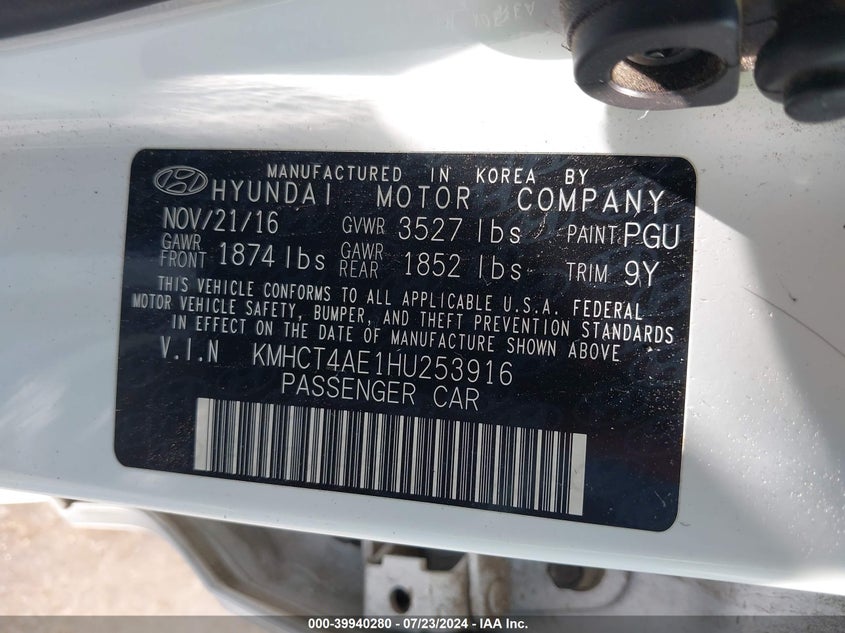 MANUFACTURED IN KOREA BY
HYUNDAI MOTOR COMPANY
NOV/21/16 GVWR 3527 lbs PAINT: PGU
GAWR FRONT 1874 lbs GAWR REAR 1852 lbs TRIM 9Y
THIS VEHICLE CONFORMS TO ALL APPLICABLE U.S.A. FEDERAL
MOTOR VEHICLE SAFETY, BUMPER, AND THEFT PREVENTION STANDARDS
IN EFFECT ON THE DATE OF MANUFACTURE SHOWN ABOVE
V.I.N KMHCT4AE1HU253916
PASSENGER CAR
000-39940280 - 07/23/2024 - IAA Inc.